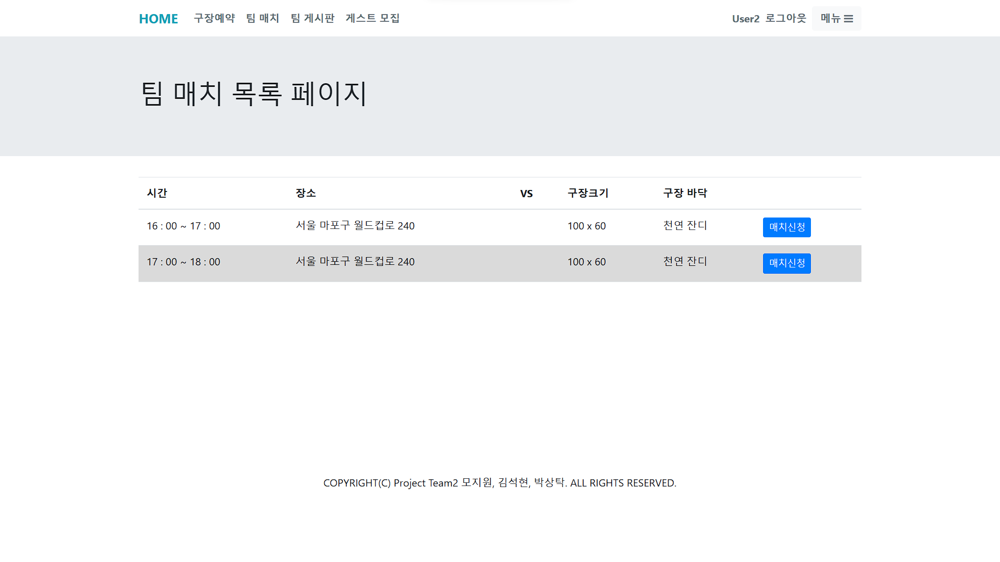 HOME 구장예약 팀 매치 팀 게시판 게스트 모집 User2 로그아웃 메뉴
팀 매치 목록 페이지
시간 장소 VS 구장크기 구장 바닥
16 : 00 ~ 17 : 00 서울 마포구 월드컵로 240 100 x 60 천연 잔디 매치신청
17 : 00 ~ 18 : 00 서울 마포구 월드컵로 240 100 x 60 천연 잔디 매치신청
COPYRIGHT(C) Project Team2 모지원, 김석현, 박상탁. ALL RIGHTS RESERVED.